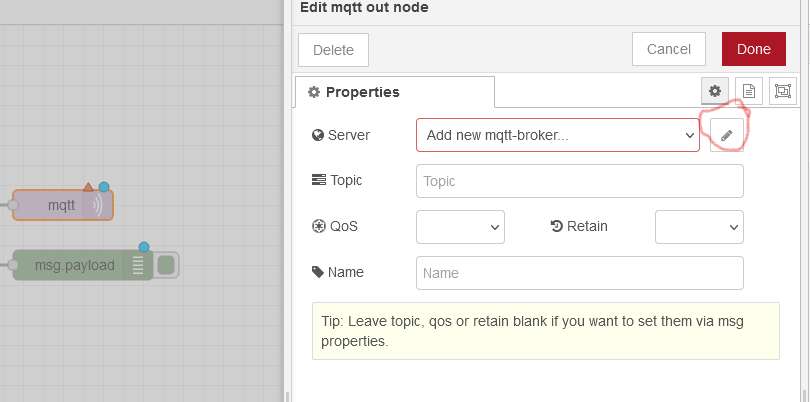 Edit mqtt out node
Delete
Cancel
Done
Properties
Server
Add new mqtt-broker...
Topic
Topic
QoS
Retain
Name
Name
Tip: Leave topic, qos or retain blank if you want to set them via msg
properties.
mqtt
msg.payload